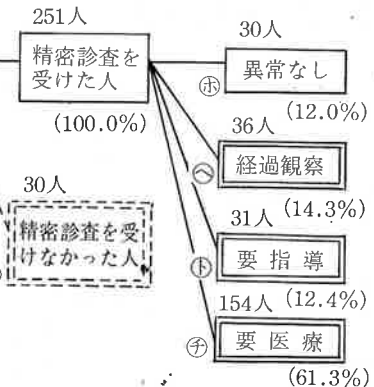 251人
精密診査を
受けた人
(100.0%)
30人
ホ
異常なし
(12.0%)
36人
ヘ
経過観察
(14.3%)
31人
ト
要指導
(12.4%)
154人
チ
要医療
(61.3%)
30人
精密診査を受
けなかった人